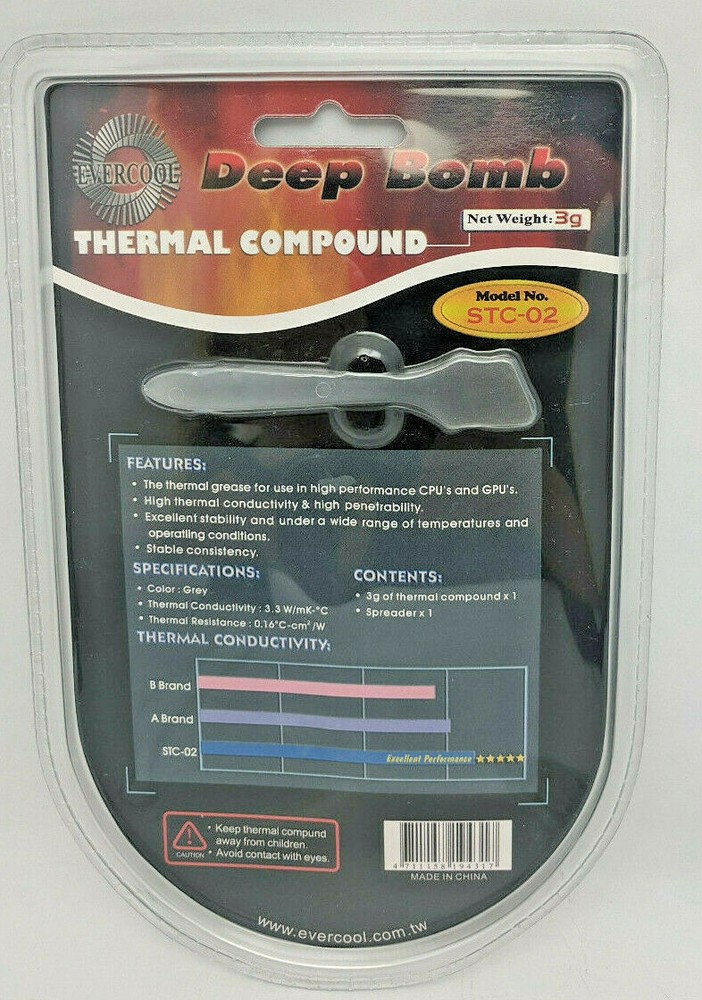 EVERCOOL
Deep Bomb
Net Weight: 3g
THERMAL COMPOUND
Model No.
STC-02
FEATURES:
• The thermal grease for use in high performance CPU's and GPU's.
• High thermal conductivity & high penetrability.
• Excellent stability and under a wide range of temperatures and
operatling conditions.
• Stable consistency.
SPECIFICATIONS:
• Color : Grey
• Thermal Conductivity : 3.3 W/mK-°C
• Thermal Resistance : 0.16°C-cm²/W
CONTENTS:
• 3g of thermal compound x 1
• Spreader x 1
THERMAL CONDUCTIVITY:
B Brand
A Brand
STC-02
Excellent Performance ★★★★★
CAUTION
• Keep thermal compund
away from children.
• Avoid contact with eyes.
4 711158 194317
MADE IN CHINA
www.evercool.com.tw